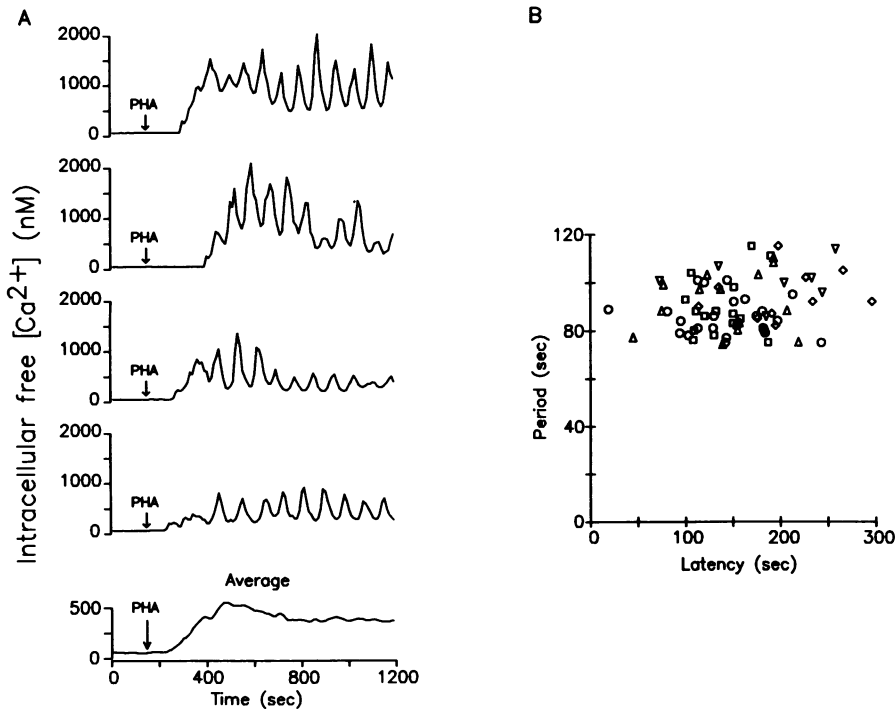 A
Intracellular free [Ca2+] (nM)
2000
1000
0
PHA
2000
1000
0
PHA
2000
1000
0
PHA
2000
1000
0
PHA
Average
500
0
PHA
0 400 800 1200
Time (sec)
B
Period (sec)
120
80
40
0
0 100 200 300
Latency (sec)